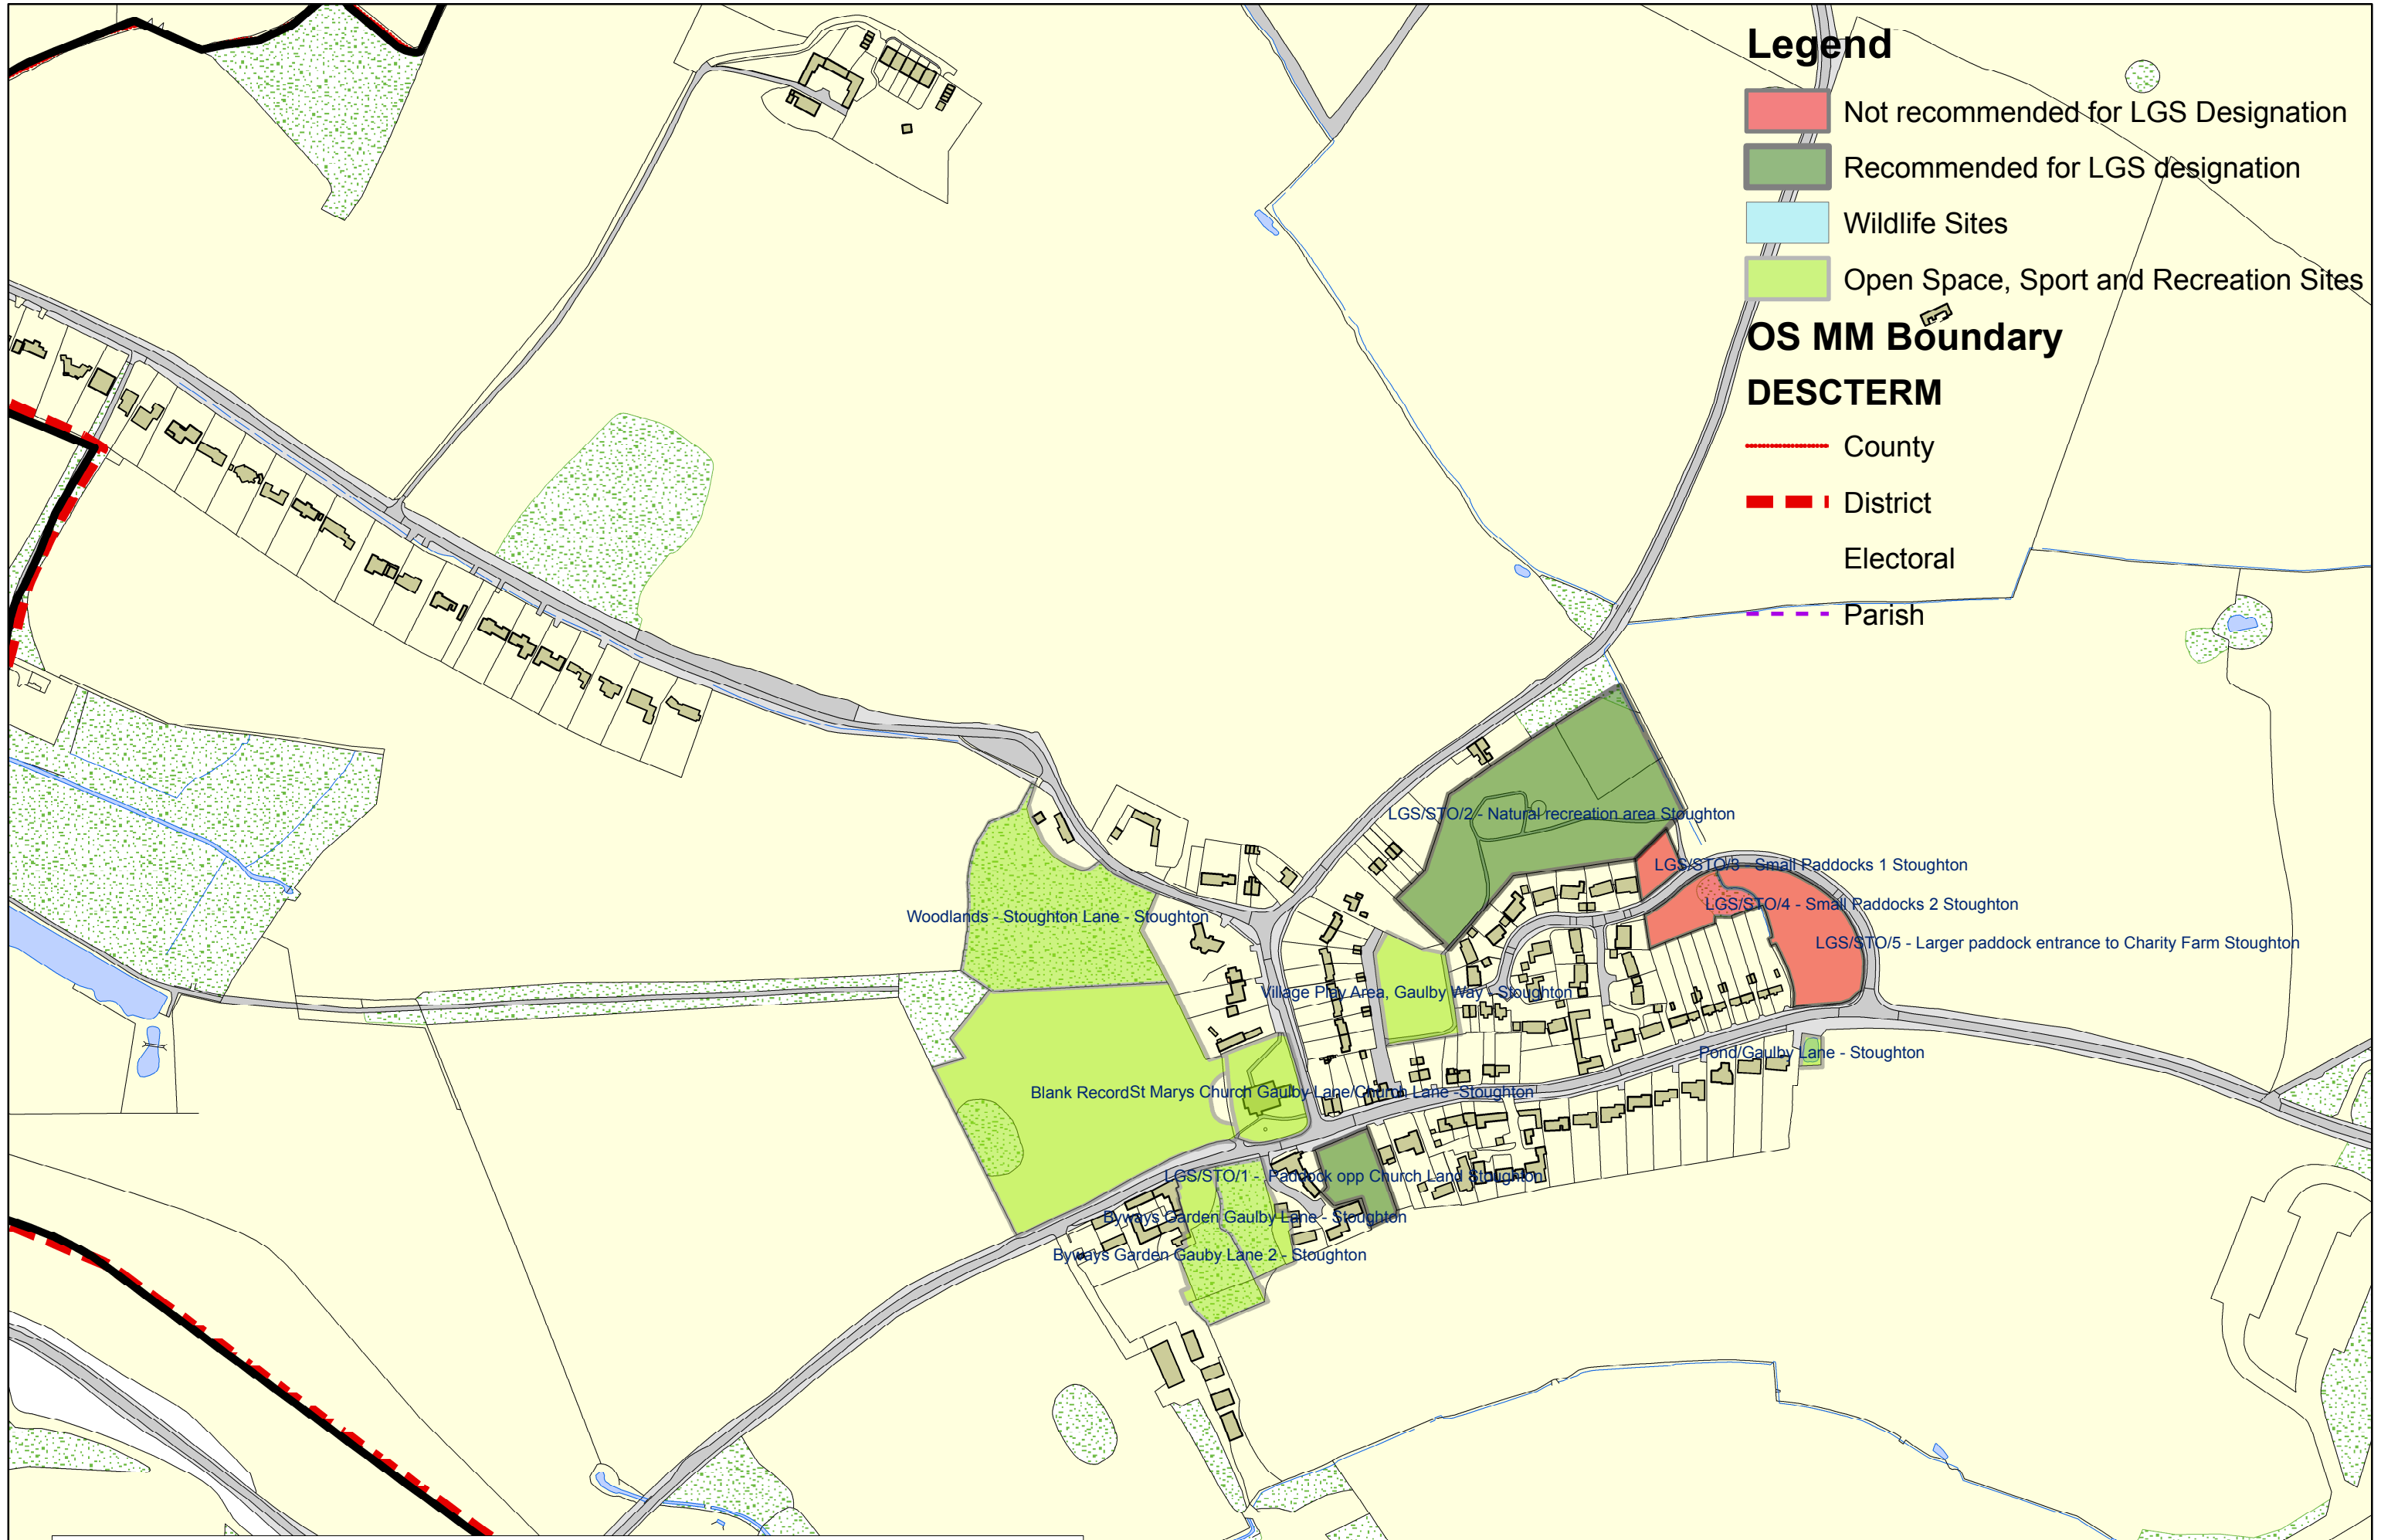 Legend
Not recommended for LGS Designation
Recommended for LGS designation
Wildlife Sites
Open Space, Sport and Recreation Sites
OS MM Boundary
DESCTERM
County
District
Electoral
Parish
LGS/STO/2 - Natural recreation area Stoughton
LGS/STO/3 - Small Paddocks 1 Stoughton
LGS/STO/4 - Small Paddocks 2 Stoughton
Woodlands - Stoughton Lane - Stoughton
LGS/STO/5 - Larger paddock entrance to Charity Farm Stoughton
Village Play Area, Gaulby Way - Stoughton
Pond/Gaulby Lane - Stoughton
Blank Record
St Marys Church Gaulby Lane/Church Lane -Stoughton
LGS/STO/1 - Paddock opp Church Land Stoughton
Byways Garden Gaulby Lane - Stoughton
Byways Garden Gauby Lane 2 - Stoughton